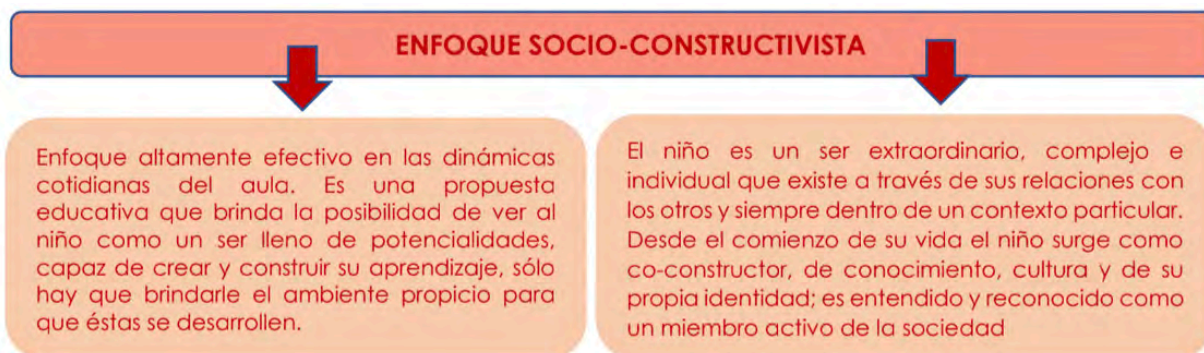 ENFOQUE SOCIO-CONSTRUCTIVISTA
Enfoque altamente efectivo en las dinámicas
cotidianas del aula. Es una propuesta
educativa que brinda la posibilidad de ver al
niño como un ser lleno de potencialidades,
capaz de crear y construir su aprendizaje, sólo
hay que brindarle el ambiente propicio para
que éstas se desarrollen.
El niño es un ser extraordinario, complejo e
individual que existe a través de sus relaciones con
los otros y siempre dentro de un contexto particular.
Desde el comienzo de su vida el niño surge como
co-constructor, de conocimiento, cultura y de su
propia identidad; es entendido y reconocido como
un miembro activo de la sociedad